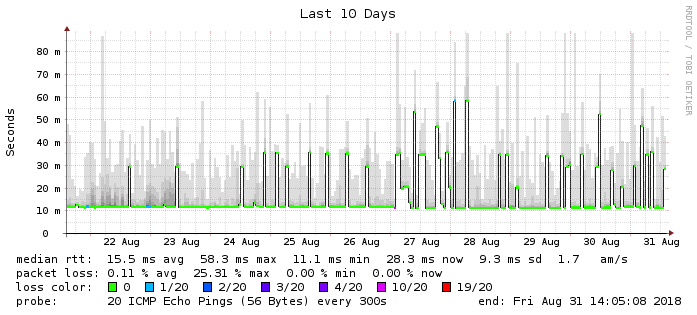 Last 10 Days
RRDTOOL / TOBI OETIKER
Seconds
80 m
70 m
60 m
50 m
40 m
30 m
20 m
10 m
0
22 Aug 23 Aug 24 Aug 25 Aug 26 Aug 27 Aug 28 Aug 29 Aug 30 Aug 31 Aug
median rtt: 15.5 ms avg 58.3 ms max 11.1 ms min 28.3 ms now 9.3 ms sd 1.7 am/s
packet loss: 0.11 % avg 25.31 % max 0.00 % min 0.00 % now
loss color: 0 1/20 2/20 3/20 4/20 10/20 19/20
probe: 20 ICMP Echo Pings (56 Bytes) every 300s end: Fri Aug 31 14:05:08 2018